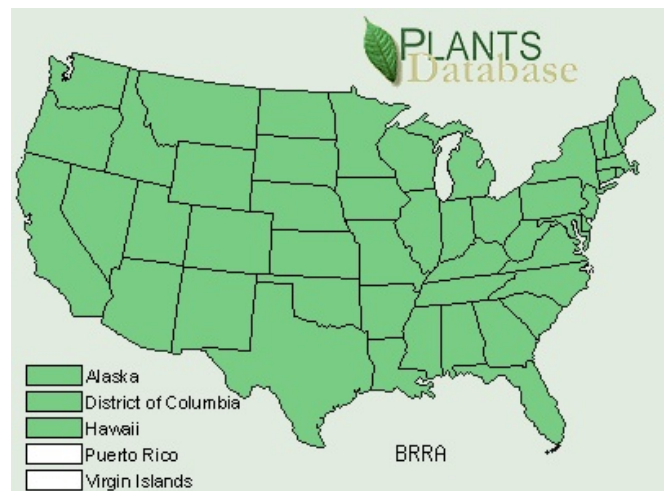 PLANTS
Database
Alaska
District of Columbia
Hawaii
Puerto Rico
Virgin Islands
BRRA